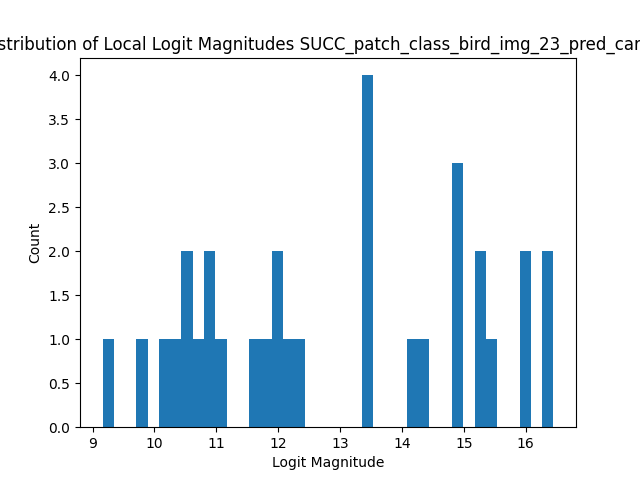 stribution of Local Logit Magnitudes SUCC_patch_class_bird_img_23_pred_car
4.0
3.5
3.0
2.5
2.0
1.5
1.0
0.5
0.0
Count
9 10 11 12 13 14 15 16
Logit Magnitude